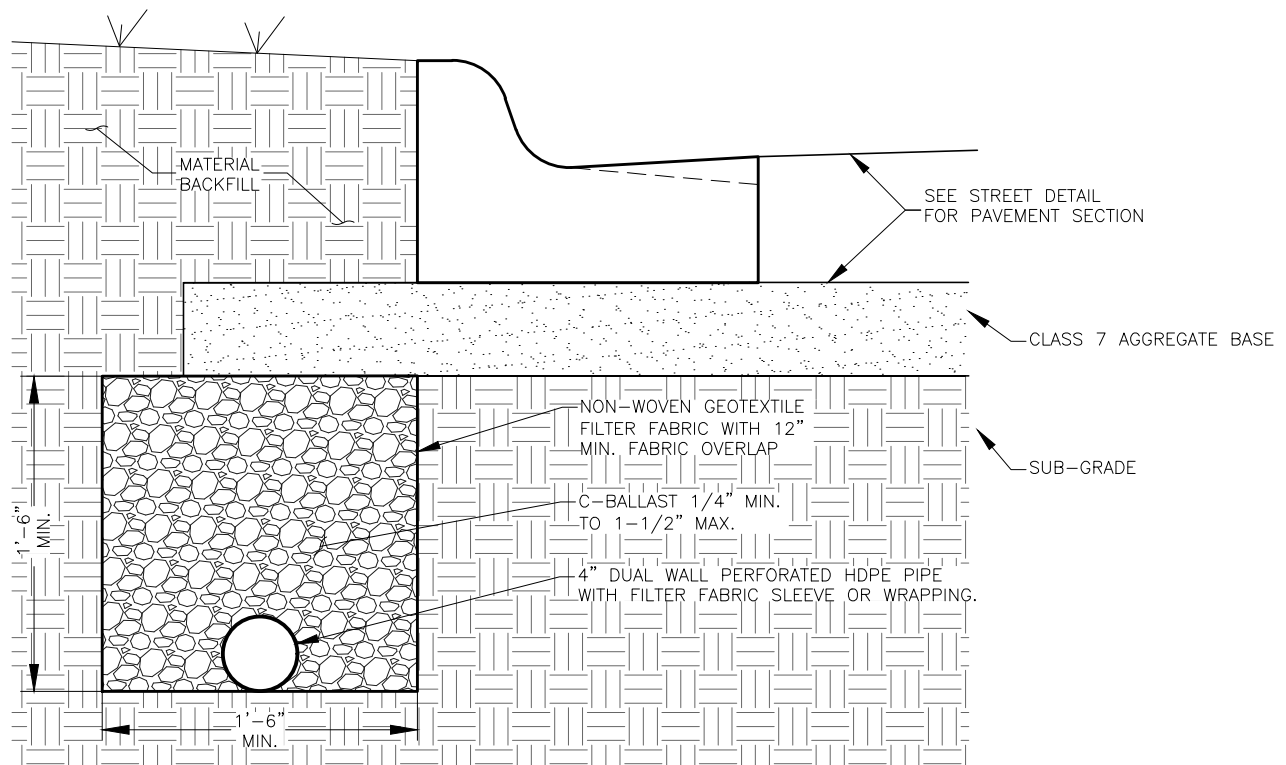 MATERIAL
BACKFILL
SEE STREET DETAIL
FOR PAVEMENT SECTION
CLASS 7 AGGREGATE BASE
NON-WOVEN GEOTEXTILE
FILTER FABRIC WITH 12"
MIN. FABRIC OVERLAP
SUB-GRADE
C-BALLAST 1/4" MIN.
TO 1-1/2" MAX.
1'-6"
MIN.
4" DUAL WALL PERFORATED HDPE PIPE
WITH FILTER FABRIC SLEEVE OR WRAPPING.
1'-6"
MIN.